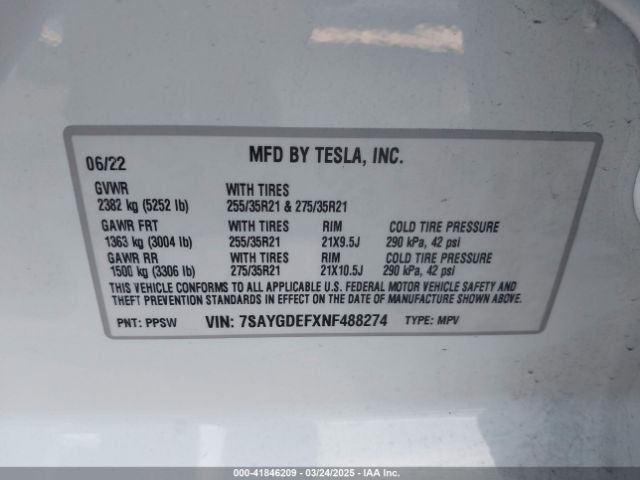 06/22 MFD BY TESLA, INC.
GVWR WITH TIRES
2382 kg (5252 lb) 255/35R21 & 275/35R21
GAWR FRT WITH TIRES RIM COLD TIRE PRESSURE
1363 kg (3004 lb) 255/35R21 21X9.5J 290 kPa, 42 psi
GAWR RR WITH TIRES RIM COLD TIRE PRESSURE
1500 kg (3306 lb) 275/35R21 21X10.5J 290 kPa, 42 psi
THIS VEHICLE CONFORMS TO ALL APPLICABLE U.S. FEDERAL MOTOR VEHICLE SAFETY AND
THEFT PREVENTION STANDARDS IN EFFECT ON THE DATE OF MANUFACTURE SHOWN ABOVE.
PNT: PPSW VIN: 7SAYGDEFXNF488274 TYPE: MPV
000-41846209 - 03/24/2025 - IAA Inc.